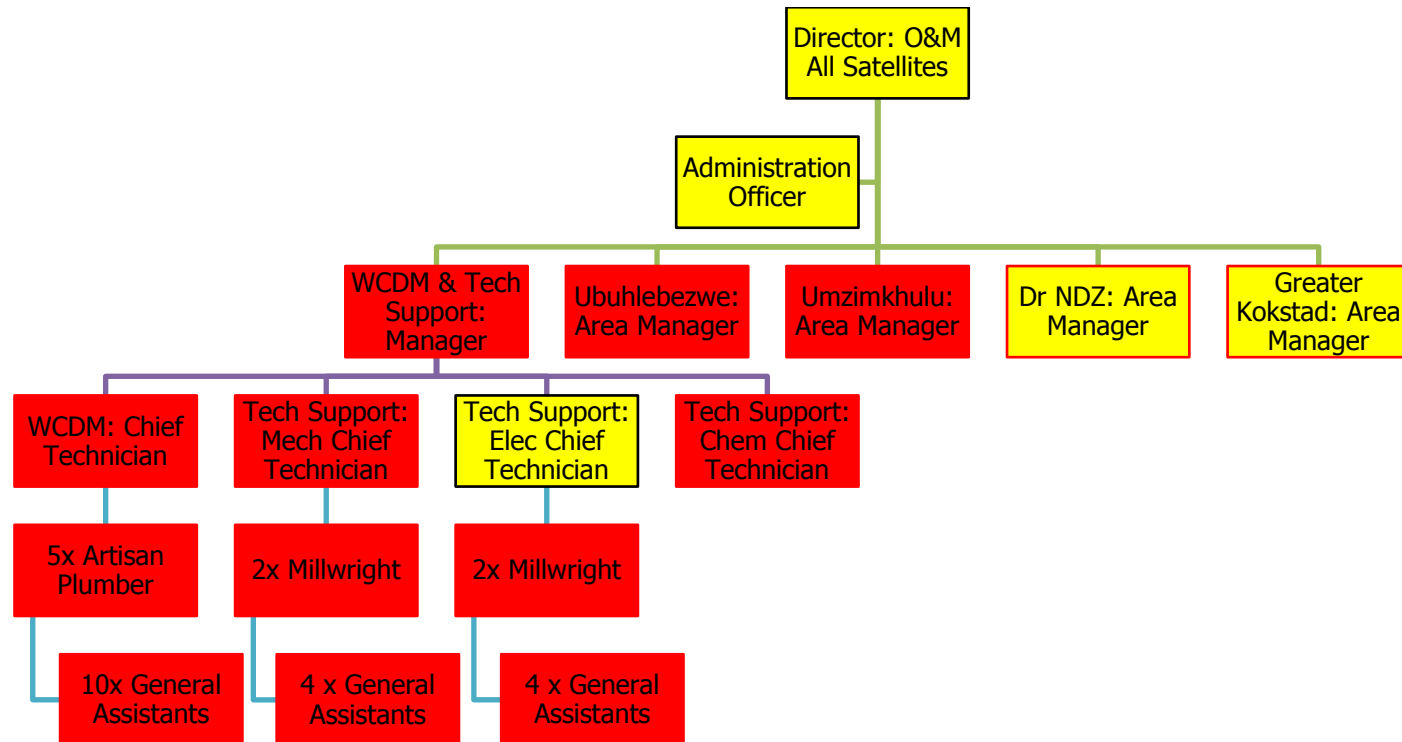 Director: O&M
All Satellites
Administration
Officer
WCDM & Tech
Support:
Manager
Ubuhlebezwe:
Area Manager
Umzimkhulu:
Area Manager
Dr NDZ: Area
Manager
Greater
Kokstad: Area
Manager
WCDM: Chief
Technician
Tech Support:
Mech Chief
Technician
Tech Support:
Elec Chief
Technician
Tech Support:
Chem Chief
Technician
5x Artisan
Plumber
2x Millwright
2x Millwright
10x General
Assistants
4 x General
Assistants
4 x General
Assistants